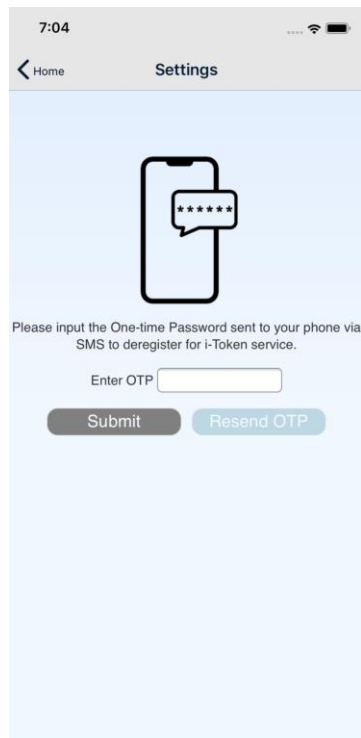 7:04
Home
Settings
******
Please input the One-time Password sent to your phone via
SMS to deregister for i-Token service.
Enter OTP
Submit
Resend OTP